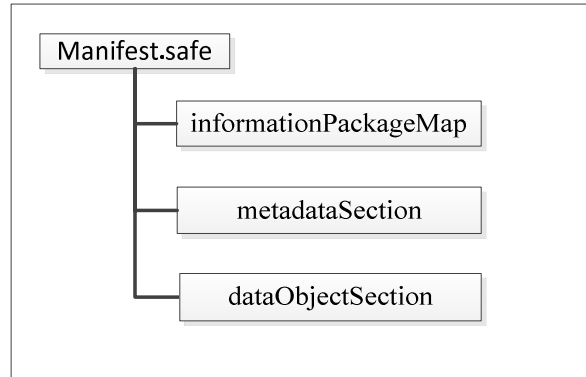 Manifest.safe
informationPackageMap
metadataSection
dataObjectSection